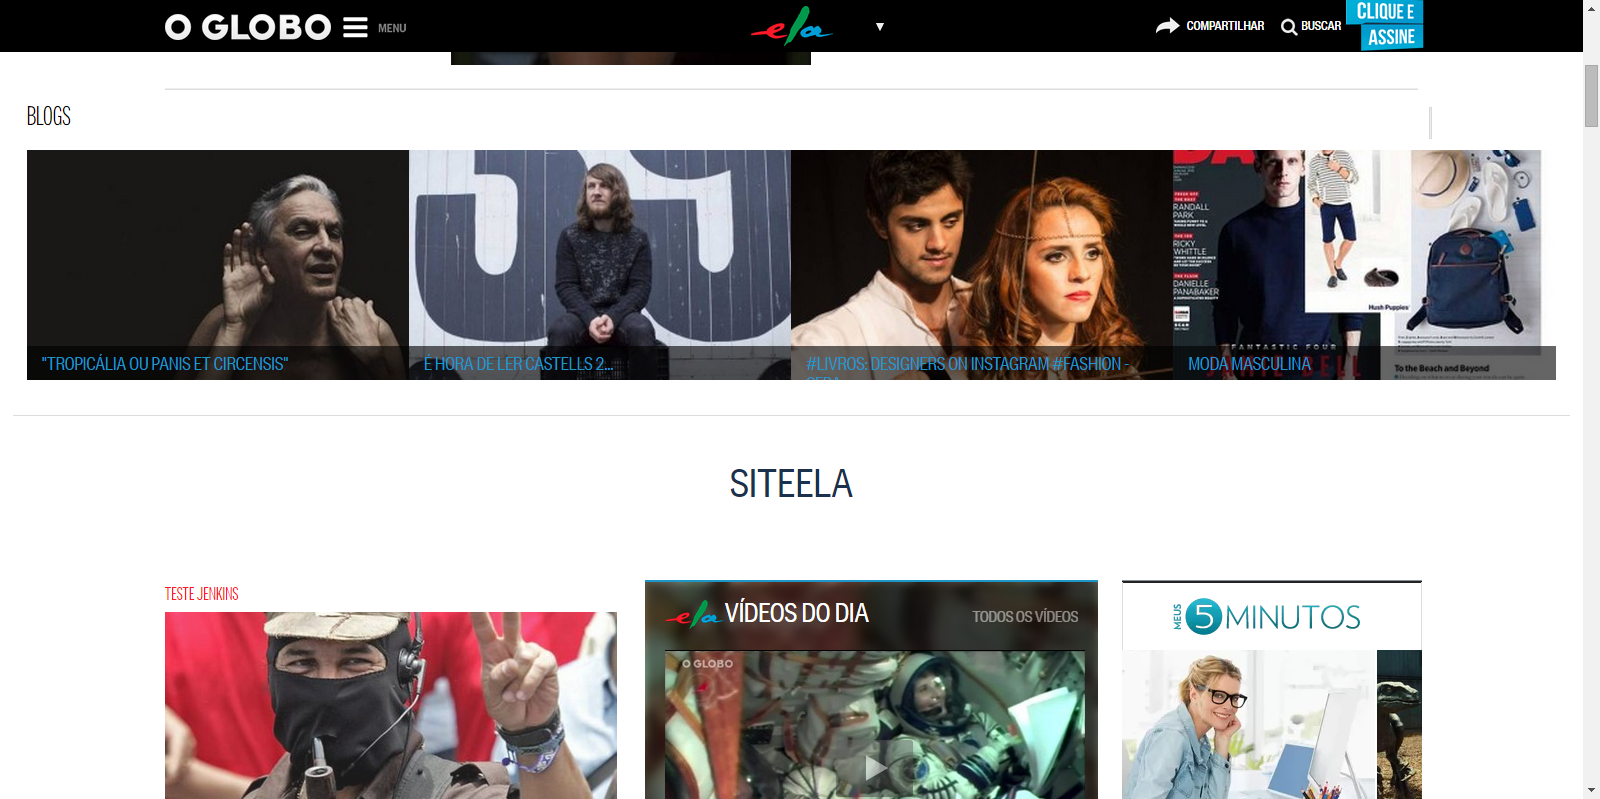 O GLOBO MENU ela ▼ COMPARTILHAR BUSCAR CLIQUE E
ASSINE
BLOGS
RANDALL
PARK
RICKY
WHITTLE
DANIELLE
PANABAKER
Hush Puppies
FANTASTIC FOUR
JAMIE BELL
To the Beach and Beyond
"TROPICÁLIA OU PANIS ET CIRCENSIS"
É HORA DE LER CASTELLS 2...
#LIVROS: DESIGNERS ON INSTAGRAM #FASHION -
MODA MASCULINA
SITEELA
TESTE JENKINS
ela VÍDEOS DO DIA TODOS OS VÍDEOS
O GLOBO
MEUS 5 MINUTOS